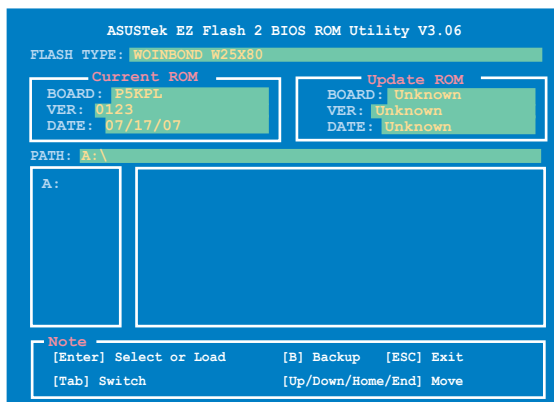 ASUSTek EZ Flash 2 BIOS ROM Utility V3.06
FLASH TYPE: WOINBOND W25X80
Current ROM
BOARD: P5KPL
VER: 0123
DATE: 07/17/07
Update ROM
BOARD: Unknown
VER: Unknown
DATE: Unknown
PATH: A:\
A:
Note
[Enter] Select or Load [B] Backup [ESC] Exit
[Tab] Switch [Up/Down/Home/End] Move